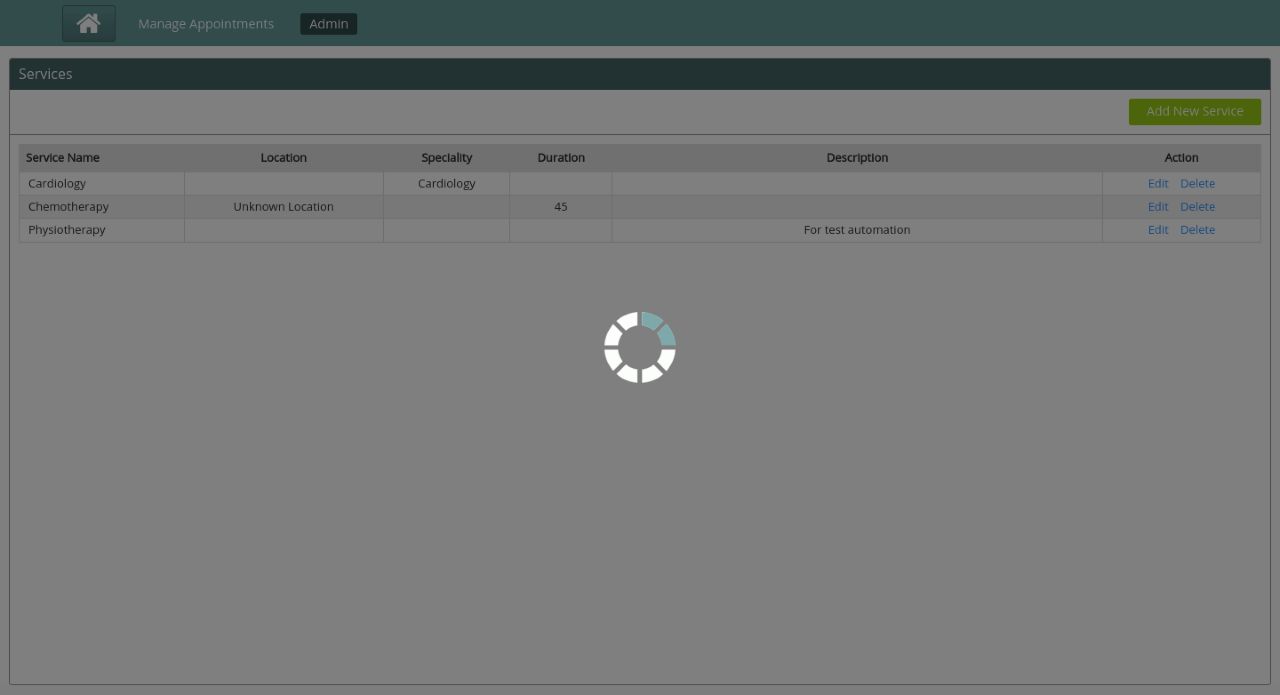 Manage Appointments Admin
Services
Add New Service
Service Name Location Speciality Duration Description Action
Cardiology Cardiology Edit Delete
Chemotherapy Unknown Location 45 Edit Delete
Physiotherapy For test automation Edit Delete